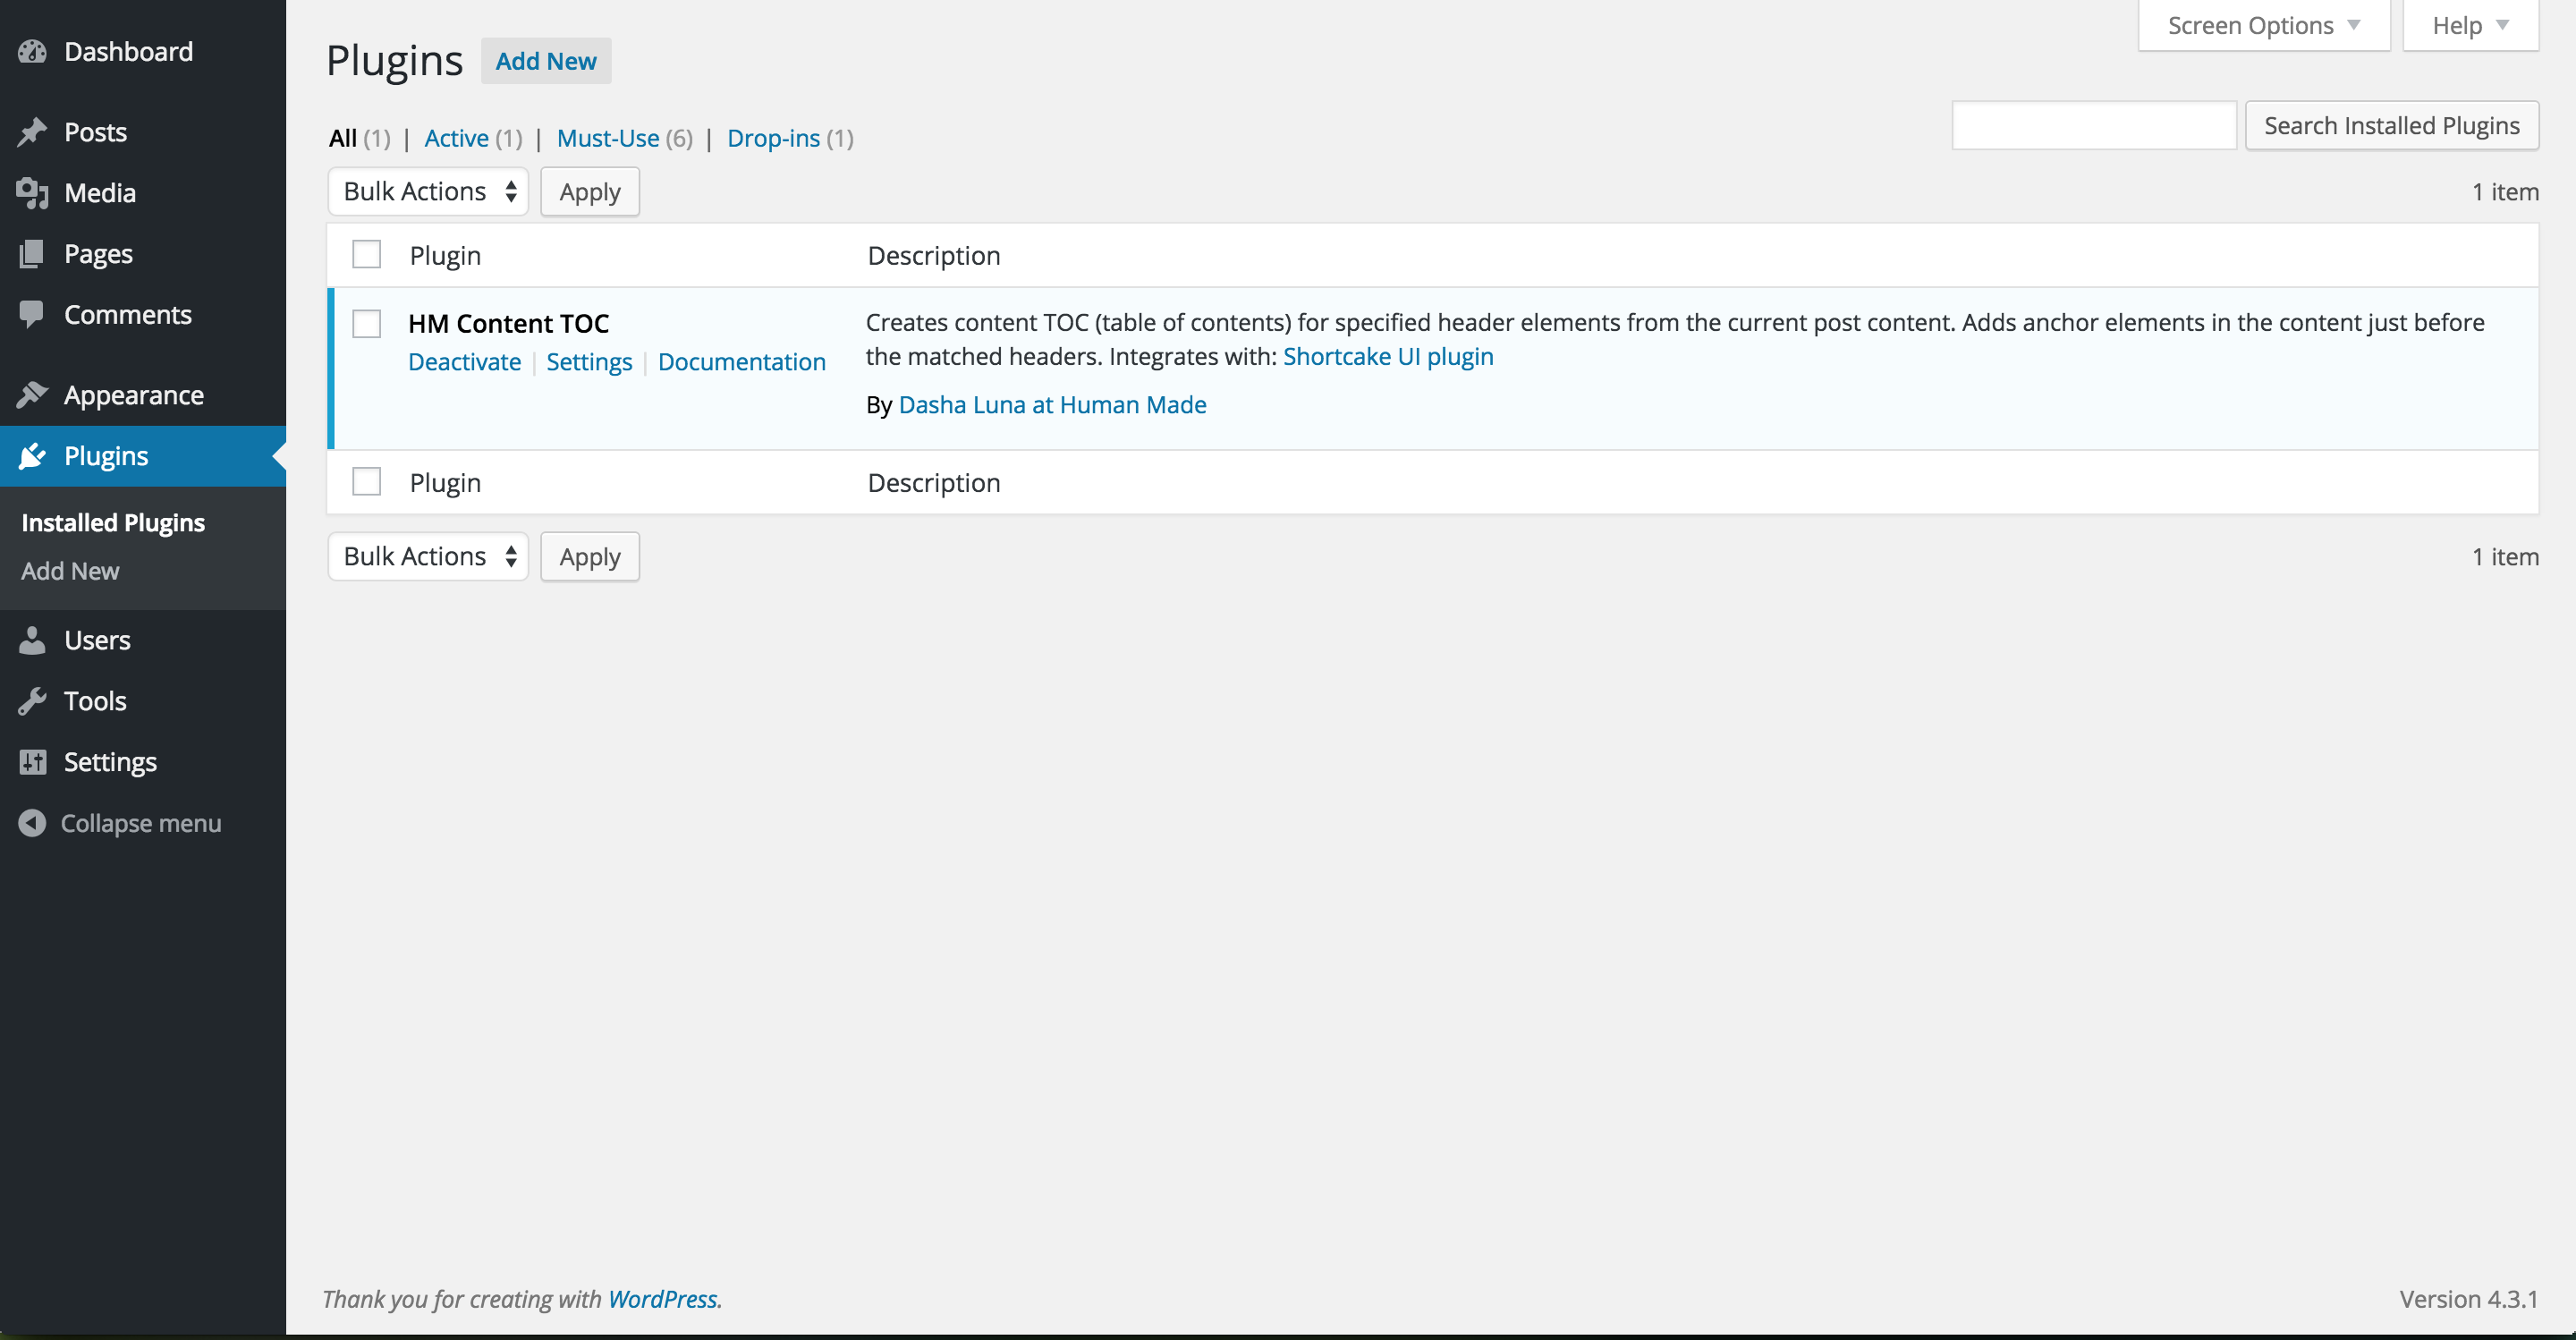 Dashboard
Posts
Media
Pages
Comments
Appearance
Plugins
Installed Plugins
Add New
Users
Tools
Settings
Collapse menu
Screen Options
Help
Plugins
Add New
All (1) | Active (1) | Must-Use (6) | Drop-ins (1)
Search Installed Plugins
Bulk Actions
Apply
1 item
Plugin
Description
HM Content TOC
Deactivate | Settings | Documentation
Creates content TOC (table of contents) for specified header elements from the current post content. Adds anchor elements in the content just before
the matched headers. Integrates with: Shortcake UI plugin
By Dasha Luna at Human Made
Plugin
Description
Bulk Actions
Apply
1 item
Thank you for creating with WordPress.
Version 4.3.1